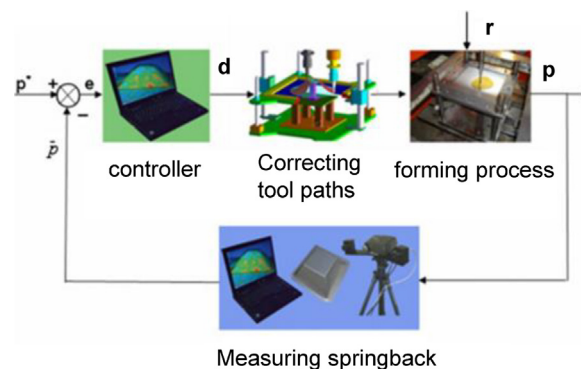 r
p* + e d p
−
p̄
controller
Correcting
tool paths
forming process
Measuring springback